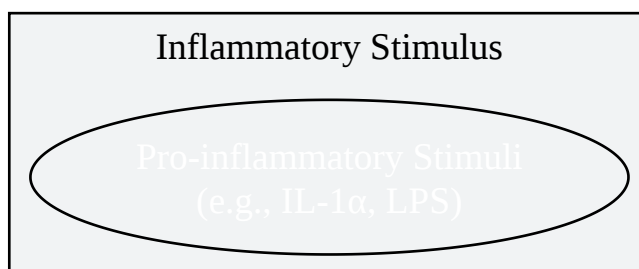 Inflammatory Stimulus
Pro-inflammatory Stimuli
(e.g., IL-1α, LPS)